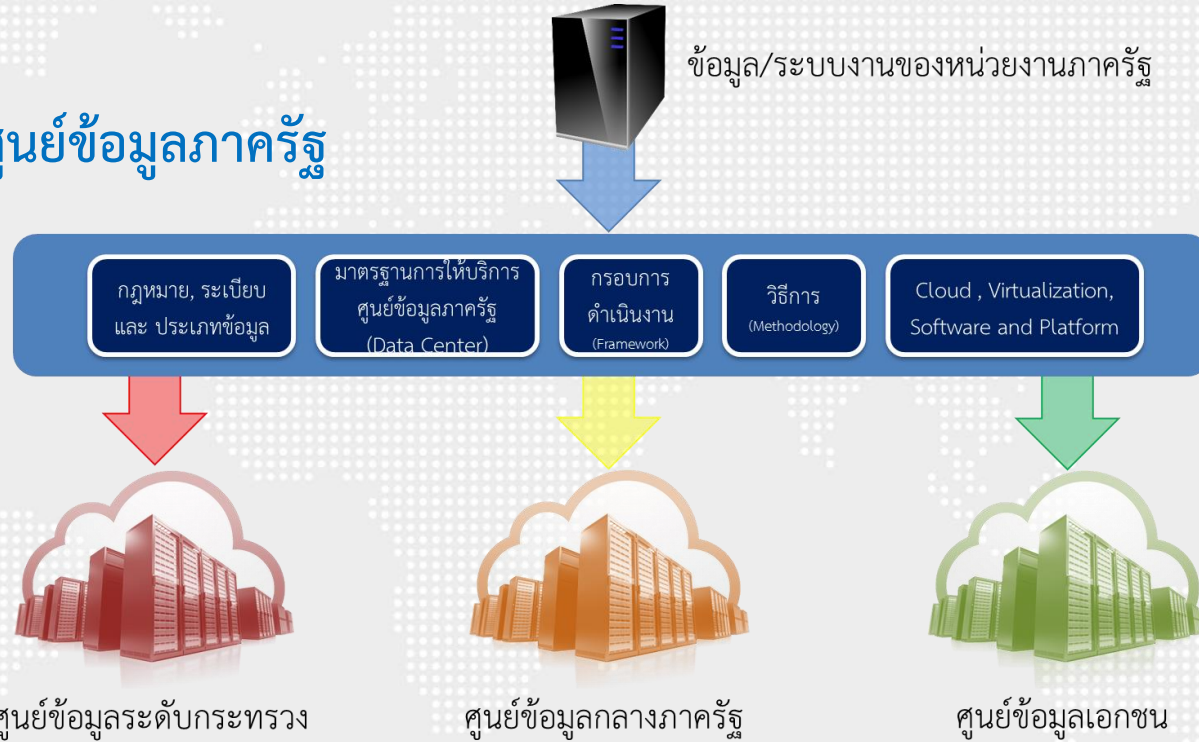 ข้อมูล/ระบบงานของหน่วยงานภาครัฐ
ศูนย์ข้อมูลภาครัฐ
กฎหมาย, ระเบียบ
และ ประเภทข้อมูล
มาตรฐานการให้บริการ
ศูนย์ข้อมูลภาครัฐ
(Data Center)
กรอบการ
ดำเนินงาน
(Framework)
วิธีการ
(Methodology)
Cloud , Virtualization,
Software and Platform
ศูนย์ข้อมูลระดับกระทรวง
ศูนย์ข้อมูลกลางภาครัฐ
ศูนย์ข้อมูลเอกชน